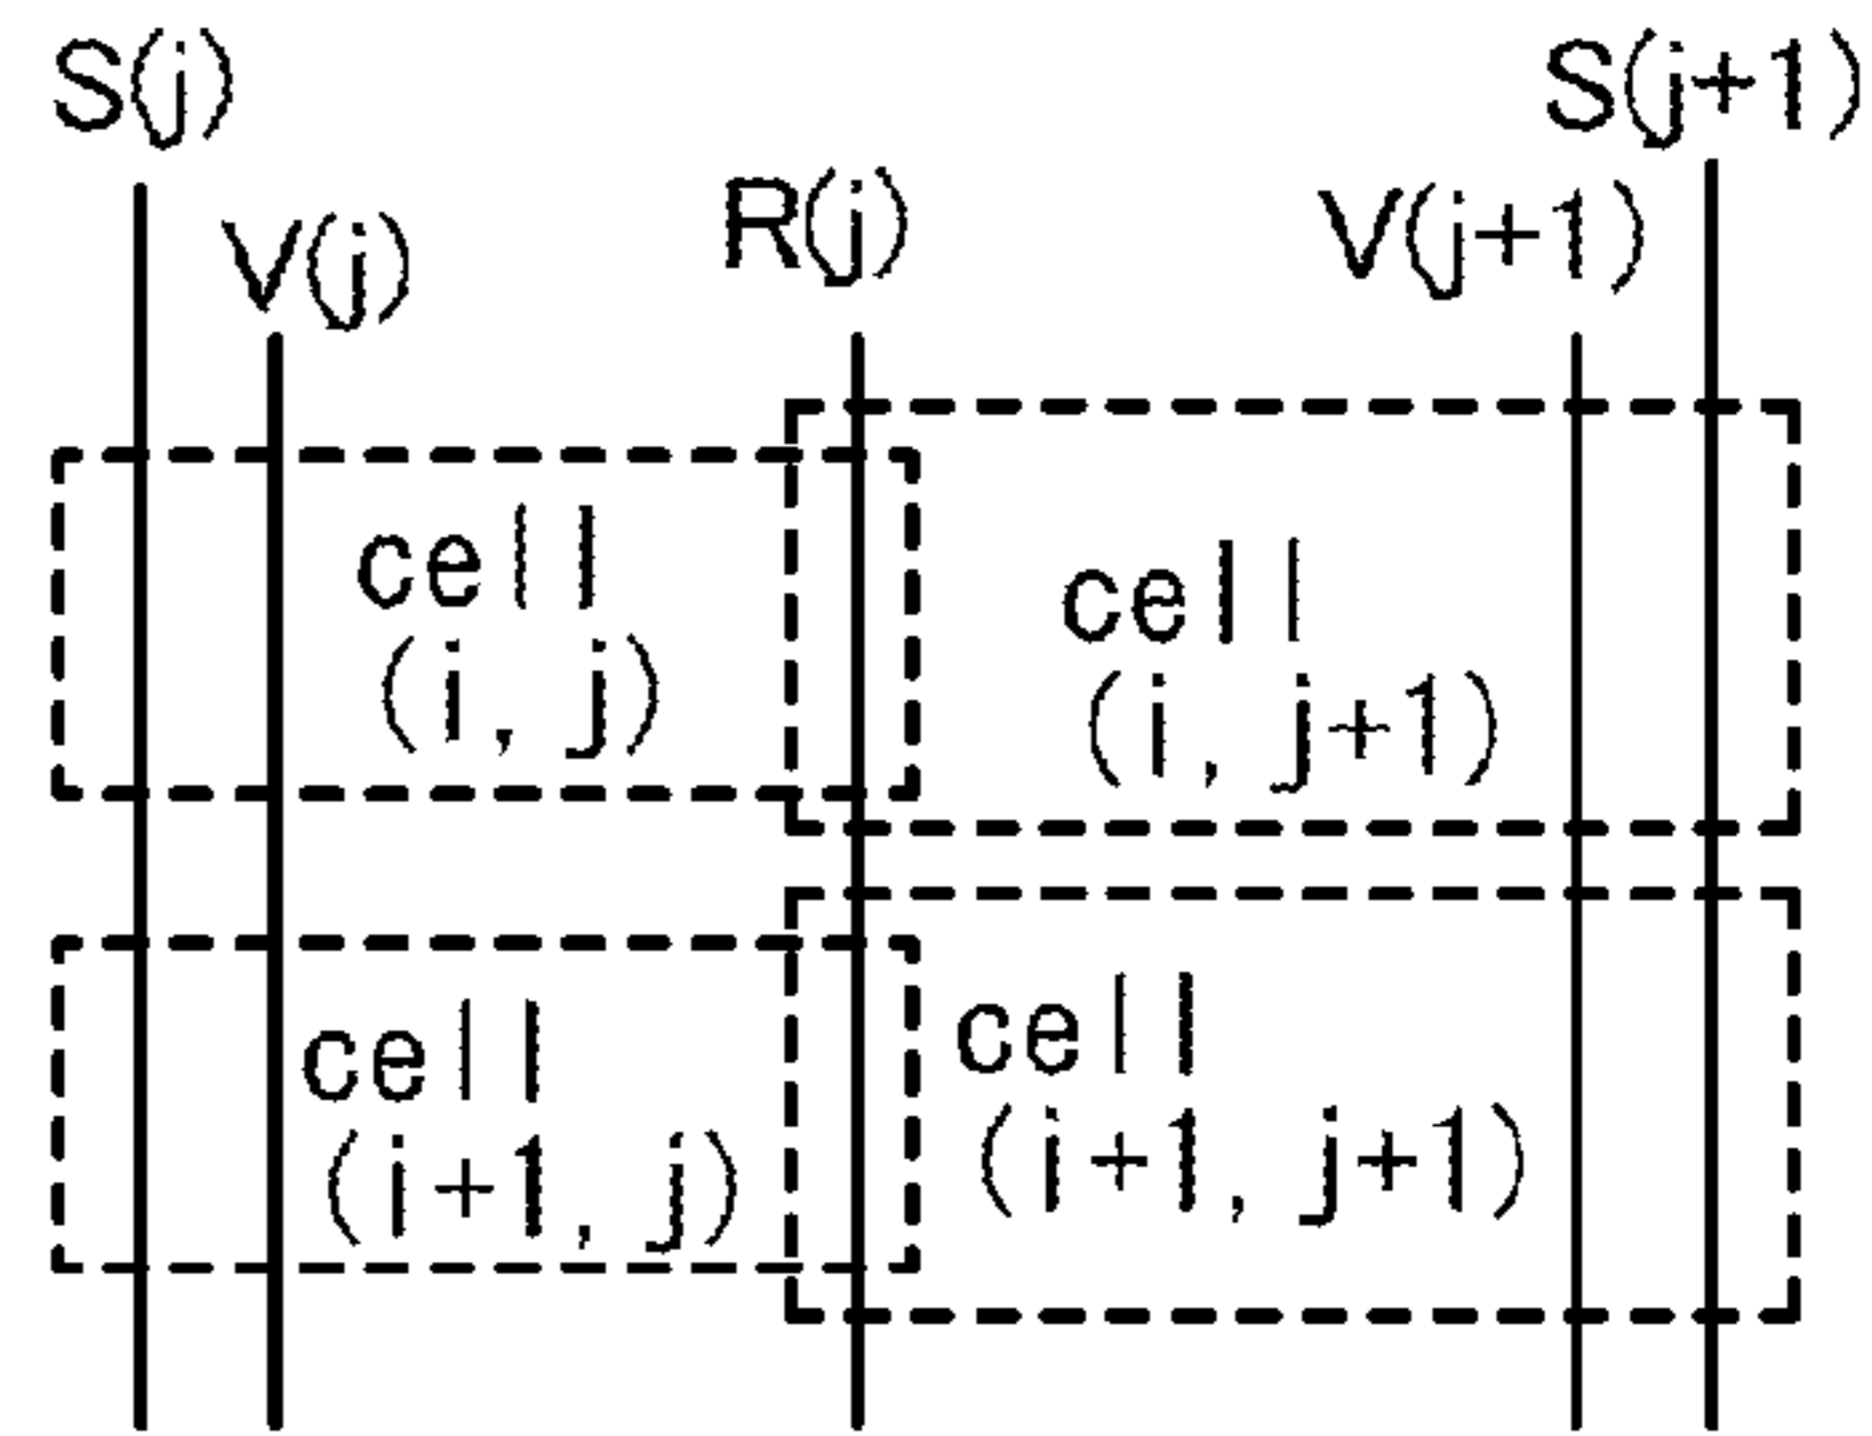 S(j)
S(j+1)
V(j)
R(j)
V(j+1)
cell
(i, j)
cell
(i, j+1)
cell
(i+1, j)
cell
(i+1, j+1)